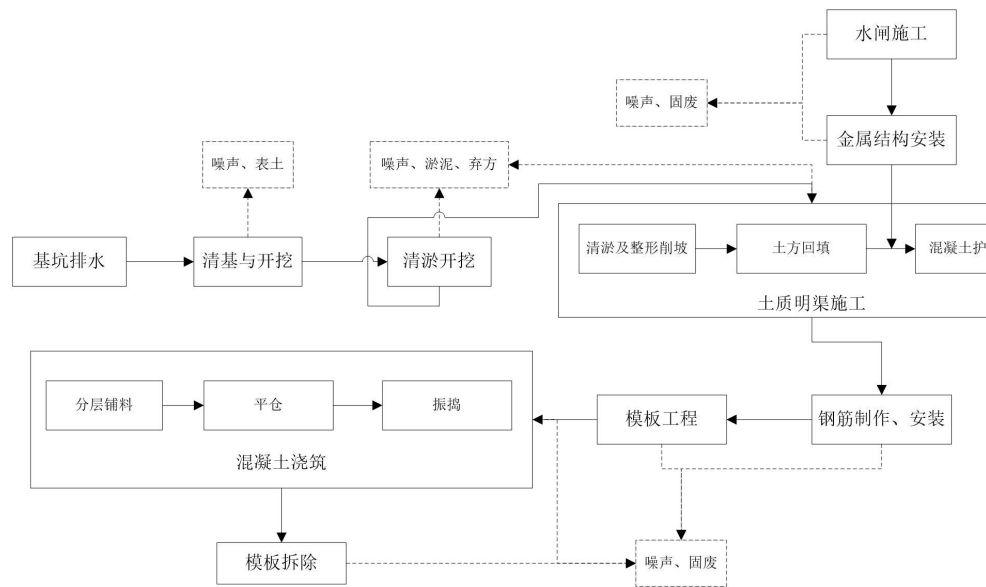 水闸施工
噪声、固废
金属结构安装
噪声、表土
噪声、淤泥、弃方
基坑排水
清基与开挖
清淤开挖
清淤及整形削坡
土方回填
混凝土护
土质明渠施工
分层铺料
平仓
振捣
混凝土浇筑
模板工程
钢筋制作、安装
模板拆除
噪声、固废